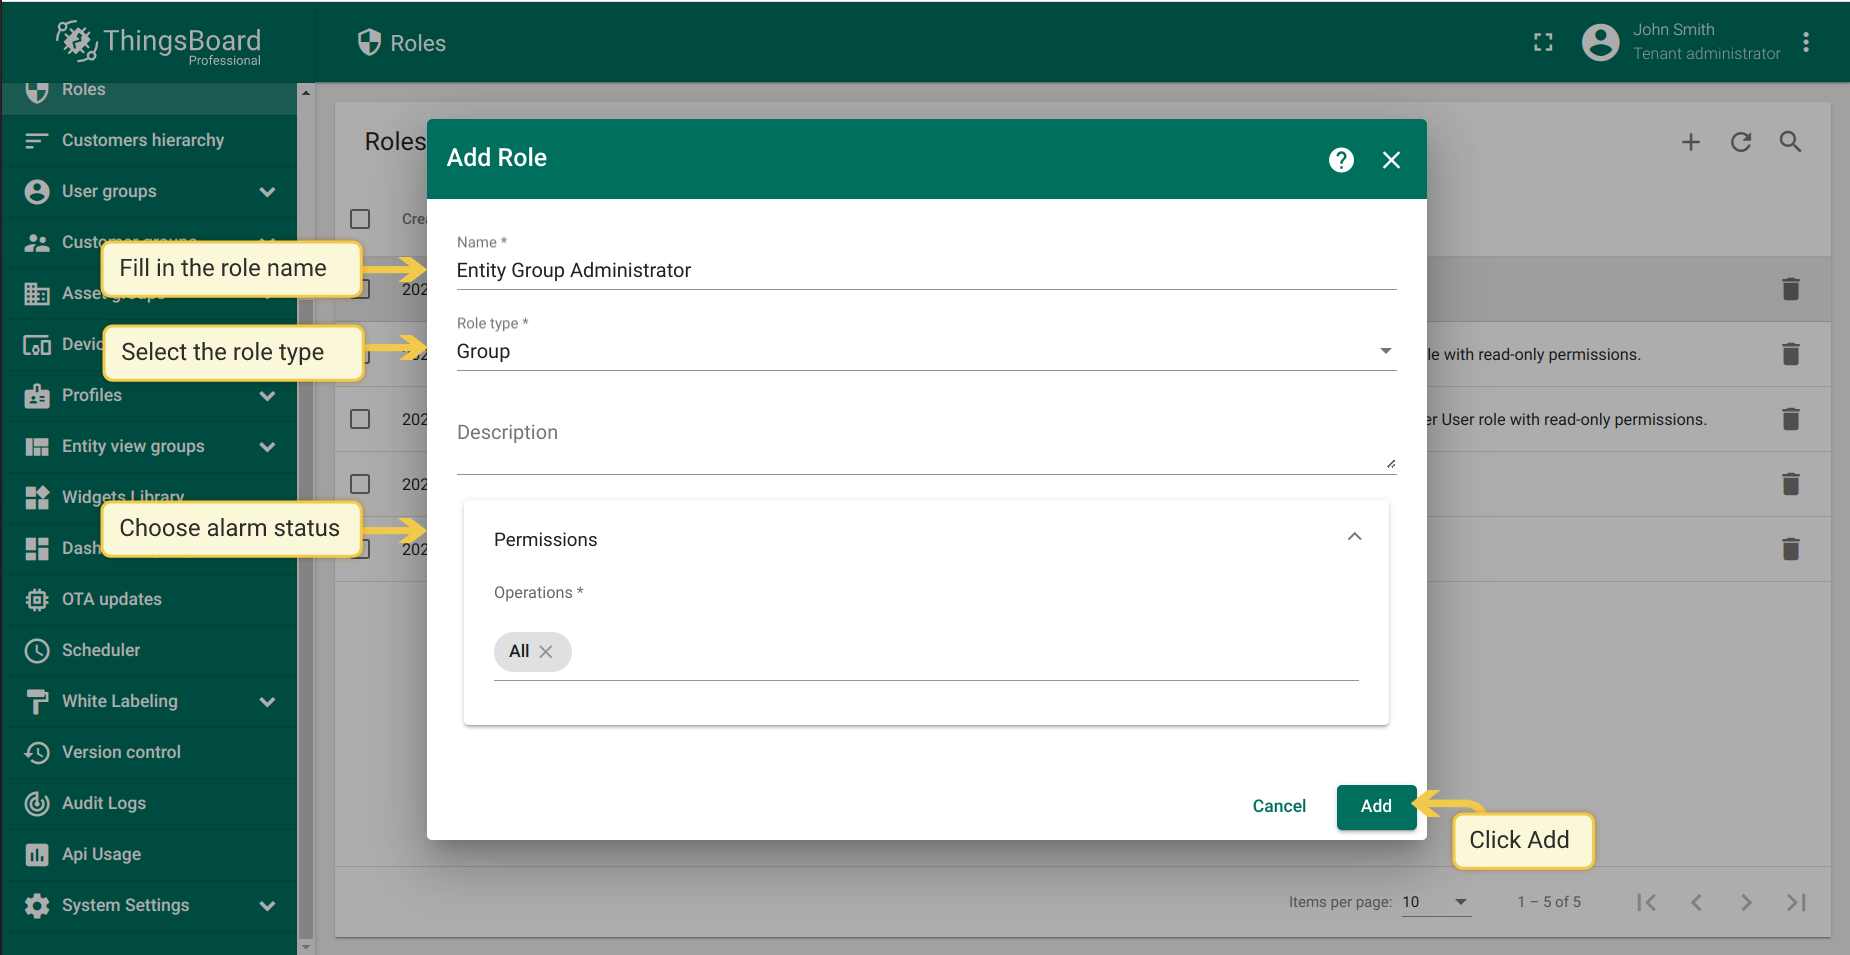 ThingsBoard
Professional
Roles
John Smith
Tenant administrator
Roles
Customers hierarchy
User groups
Customer groups
Asset groups
Devic
Profiles
Entity view groups
Widgets Library
Dash
OTA updates
Scheduler
White Labeling
Version control
Audit Logs
Api Usage
System Settings
Fill in the role name
Select the role type
Choose alarm status
Roles
Crea
202
202
202
202
202
Add Role
Name *
Entity Group Administrator
Role type *
Group
Description
Permissions
Operations *
All
Cancel
Add
Click Add
le with read-only permissions.
er User role with read-only permissions.
Items per page: 10
1 – 5 of 5